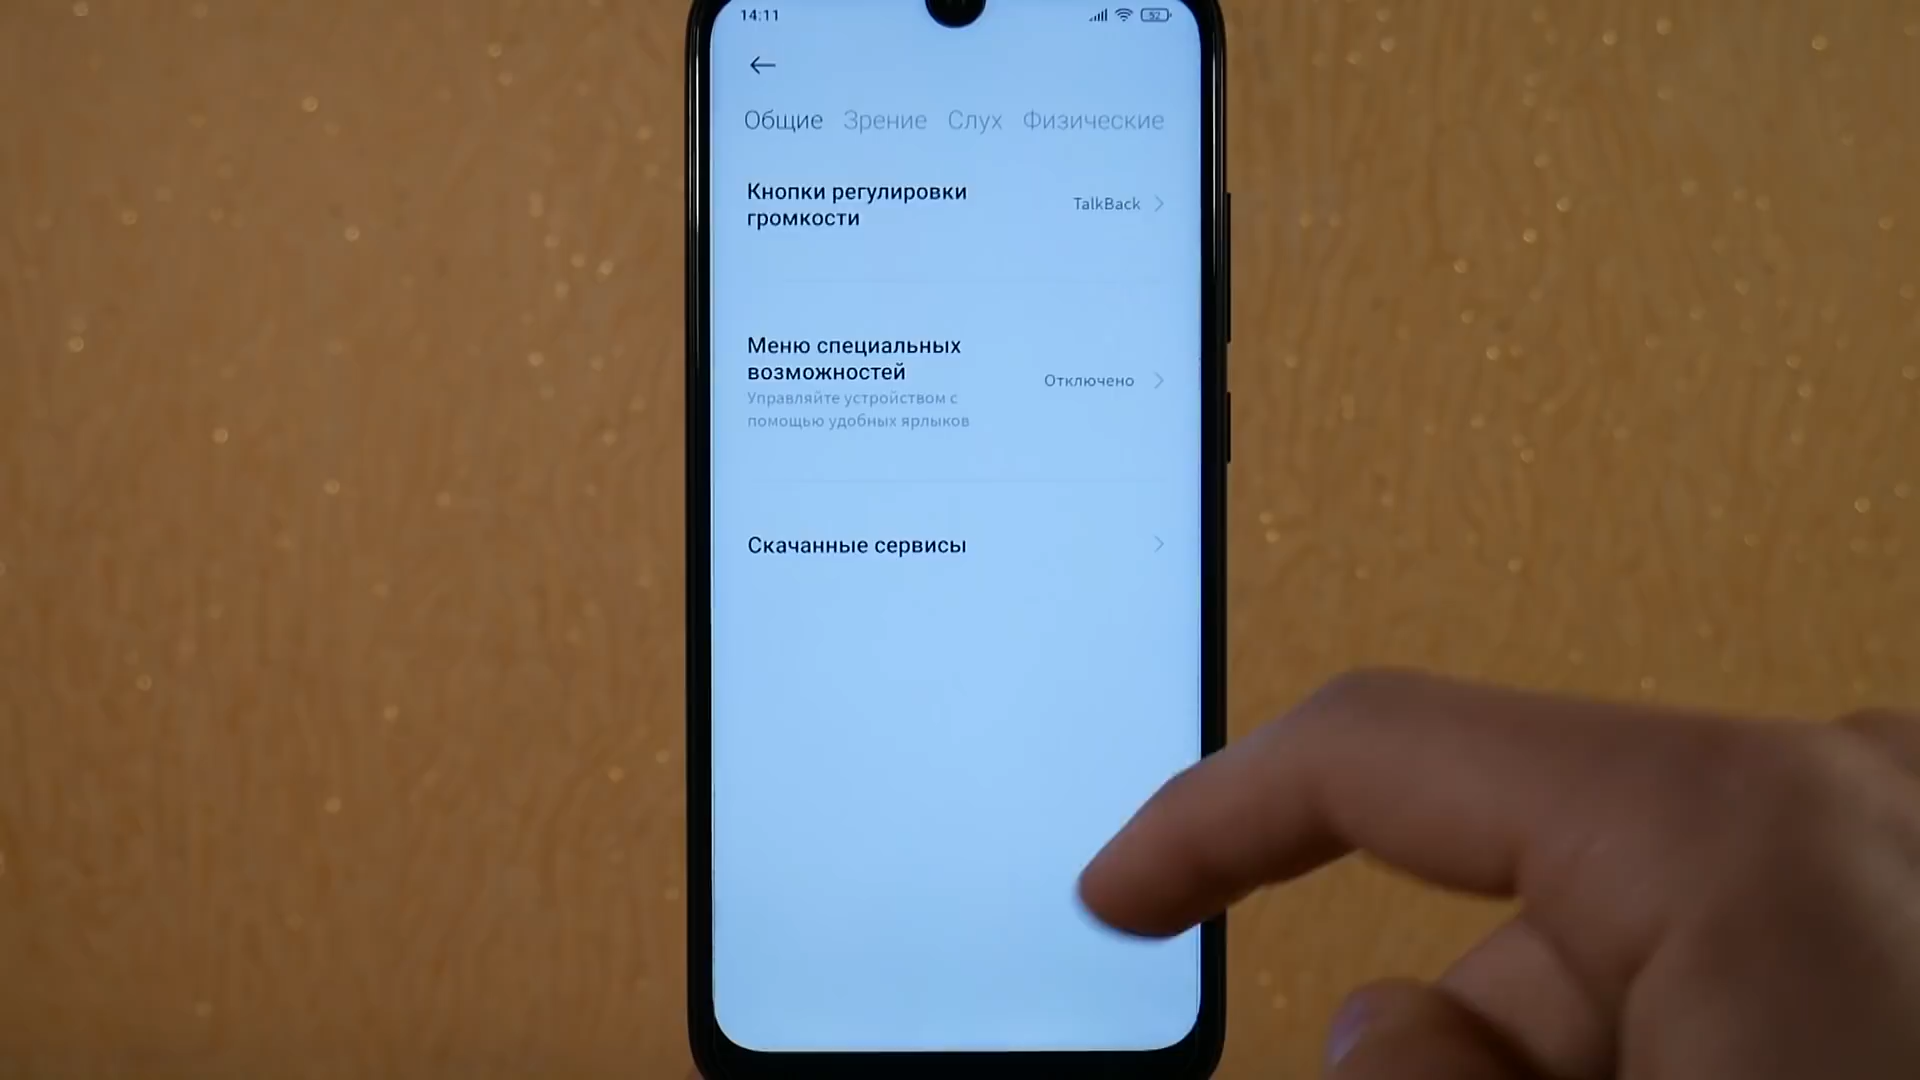 14:11
52
Общие Зрение Слух Физические
Кнопки регулировки
громкости
TalkBack
Меню специальных
возможностей
Отключено
Управляйте устройством с
помощью удобных ярлыков
Скачанные сервисы